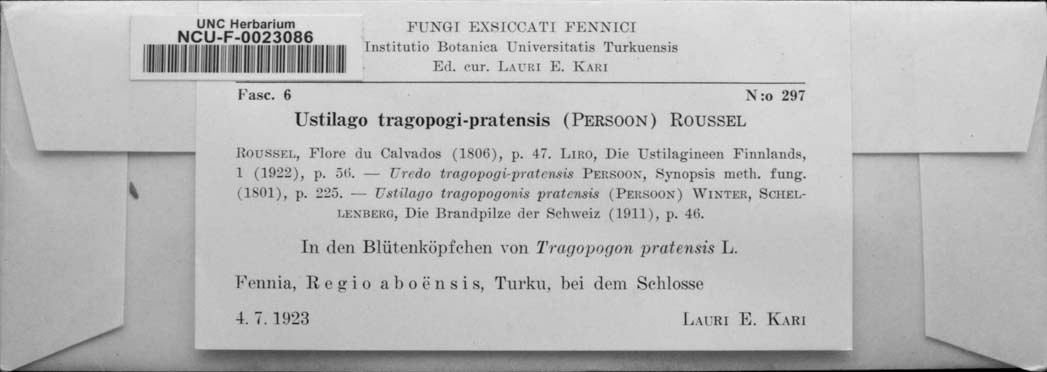 UNC Herbarium
NCU-F-0023086
FUNGI EXSICCATI FENNICI
Institutio Botanica Universitatis Turkuensis
Ed. cur. LAURI E. KARI
Fasc. 6 N:o 297
Ustilago tragopogi-pratensis (PERSOON) ROUSSEL
ROUSSEL, Flore du Calvados (1806), p. 47. LIRO, Die Ustilagineen Finnlands,
1 (1922), p. 56. — Uredo tragopogi-pratensis PERSOON, Synopsis meth. fung.
(1801), p. 225. — Ustilago tragopogonis pratensis (PERSOON) WINTER, SCHEL-
LENBERG, Die Brandpilze der Schweiz (1911), p. 46.
In den Blütenköpfchen von Tragopogon pratensis L.
Fennia, Regio aboënsis, Turku, bei dem Schlosse
4. 7. 1923 LAURI E. KARI